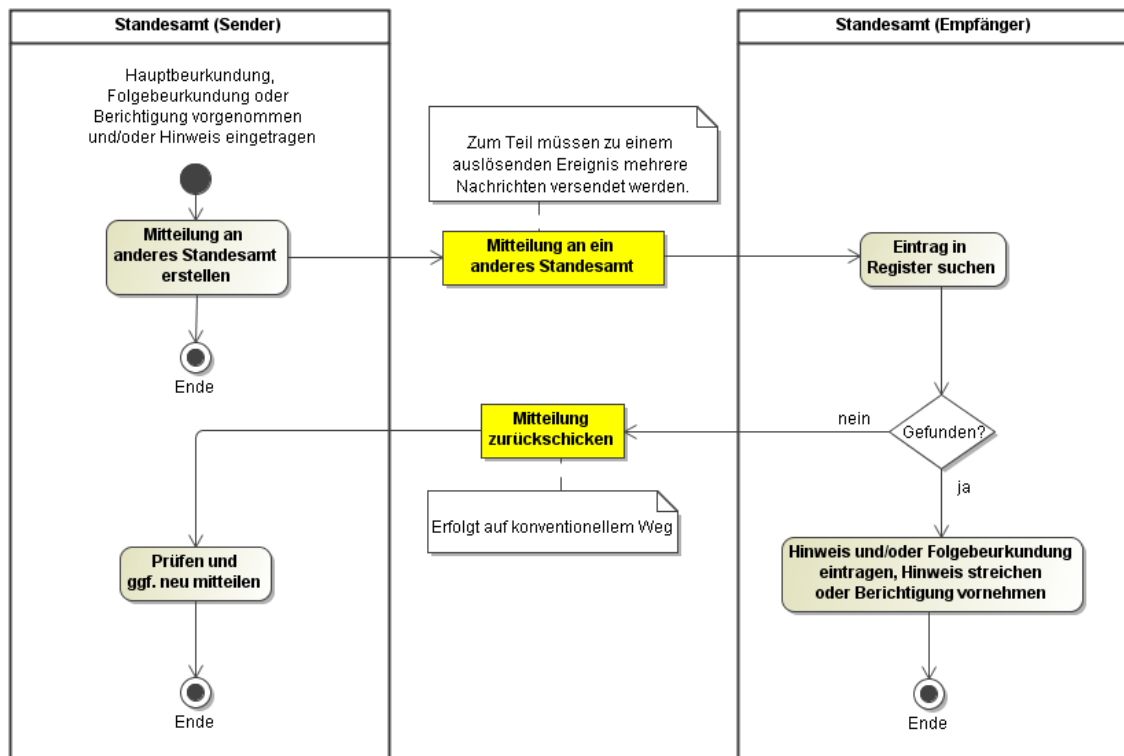 Standesamt (Sender)
Standesamt (Empfänger)
Hauptbeurkundung,
Folgebeurkundung oder
Berichtigung vorgenommen
und/oder Hinweis eingetragen
Zum Teil müssen zu einem
auslösenden Ereignis mehrere
Nachrichten versendet werden.
Mitteilung an
anderes Standesamt
erstellen
Mitteilung an ein
anderes Standesamt
Eintrag in
Register suchen
Ende
Gefunden?
nein
ja
Mitteilung
zurückschicken
Erfolgt auf konventionellem Weg
Prüfen und
ggf. neu mitteilen
Hinweis und/oder Folgebeurkundung
eintragen, Hinweis streichen
oder Berichtigung vornehmen
Ende
Ende